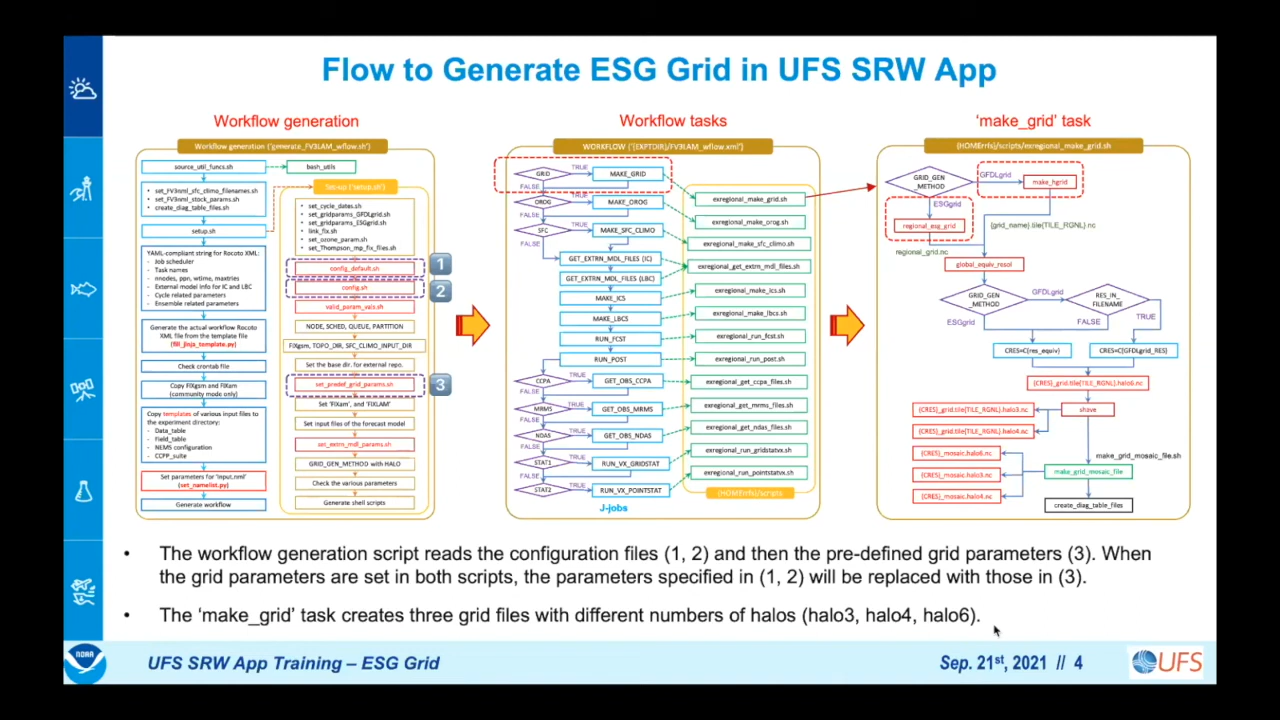 Flow to Generate ESG Grid in UFS SRW App
Workflow generation
Workflow generation ('generate_FV3LAM_wflow.sh')
source_util_funcs.sh
bash_utils
• set_FV3nml_sfc_climo_filenames.sh
• set_FV3nml_stock_params.sh
• create_diag_table_files.sh
setup.sh
YAML-compliant string for Rocoto XML:
- Job scheduler
- Task names
- nnodes, ppn, wtime, maxtries
- External model info for IC and LBC
- Cycle related parameters
- Ensemble related parameters
Generate the actual workflow Rocoto
XML file from the template file
(fill_jinja_template.py)
Check crontab file
Copy FIXgsm and FIXam
(community mode only)
Copy templates of various input files to
the experiment directory:
- Data_table
- Field_table
- NEMS configuration
- CCPP_suite
Set parameters for 'input.nml'
(set_namelist.py)
Generate workflow
Set-up ('setup.sh')
• set_cycle_dates.sh
• set_gridparams_GFDLgrid.sh
• set_gridparams_ESGgrid.sh
• link_fix.sh
• set_ozone_param.sh
• set_Thompson_mp_fix_files.sh
config_default.sh
1
config.sh
2
valid_param_vals.sh
NODE, SCHED, QUEUE, PARTITION
FIXgsm, TOPO_DIR, SFC_CLIMO_INPUT_DIR
Set the base dir. for external repo.
set_predef_grid_params.sh
3
Set 'FIXam', and 'FIXLAM'
Set input files of the forecast model
set_extrn_mdl_params.sh
GRID_GEN_METHOD with HALO
Check the various parameters
Generate shell scripts
Workflow tasks
WORKFLOW ('{EXPTDIR}/FV3LAM_wflow.xml')
GRID
TRUE
MAKE_GRID
FALSE
OROG
TRUE
MAKE_OROG
FALSE
SFC
TRUE
MAKE_SFC_CLIMO
FALSE
GET_EXTRN_MDL_FILES (IC)
GET_EXTRN_MDL_FILES (LBC)
MAKE_ICS
MAKE_LBCS
RUN_FCST
RUN_POST
CCPA
TRUE
GET_OBS_CCPA
FALSE
MRMS
TRUE
GET_OBS_MRMS
FALSE
NDAS
TRUE
GET_OBS_NDAS
FALSE
STAT1
TRUE
RUN_VX_GRIDSTAT
FALSE
STAT2
TRUE
RUN_VX_POINTSTAT
J-jobs
exregional_make_grid.sh
exregional_make_orog.sh
exregional_make_sfc_climo.sh
exregional_get_extrn_mdl_files.sh
exregional_make_ics.sh
exregional_make_lbcs.sh
exregional_run_fcst.sh
exregional_run_post.sh
exregional_get_ccpa_files.sh
exregional_get_mrms_files.sh
exregional_get_ndas_files.sh
exregional_run_gridstatvx.sh
exregional_run_pointstatvx.sh
{HOMErrfs}/scripts
'make_grid' task
{HOMErrfs}/scripts/exregional_make_grid.sh
GRID_GEN
_METHOD
GFDLgrid
make_hgrid
ESGgrid
regional_esg_grid
{grid_name}.tile{TILE_RGNL}.nc
regional_grid.nc
global_equiv_resol
GRID_GEN
_METHOD
GFDLgrid
RES_IN_
FILENAME
ESGgrid
FALSE
TRUE
CRES=C{res_equiv}
CRES=C{GFDLgrid_RES}
{CRES}_grid.tile{TILE_RGNL}.halo6.nc
{CRES}_grid.tile{TILE_RGNL}.halo3.nc
shave
{CRES}_grid.tile{TILE_RGNL}.halo4.nc
{CRES}_mosaic.halo6.nc
make_grid_mosaic_file.sh
{CRES}_mosaic.halo3.nc
make_grid_mosaic_file
{CRES}_mosaic.halo4.nc
create_diag_table_files
• The workflow generation script reads the configuration files (1, 2) and then the pre-defined grid parameters (3). When
the grid parameters are set in both scripts, the parameters specified in (1, 2) will be replaced with those in (3).
• The 'make_grid' task creates three grid files with different numbers of halos (halo3, halo4, halo6).
NOAA
UFS SRW App Training – ESG Grid
Sep. 21st, 2021 // 4
UFS